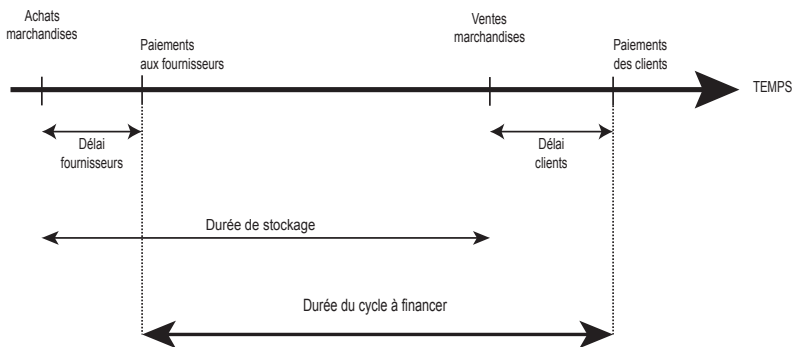 Achats
marchandises
Paiements
aux fournisseurs
Ventes
marchandises
Paiements
des clients
TEMPS
Délai
fournisseurs
Délai
clients
Durée de stockage
Durée du cycle à financer